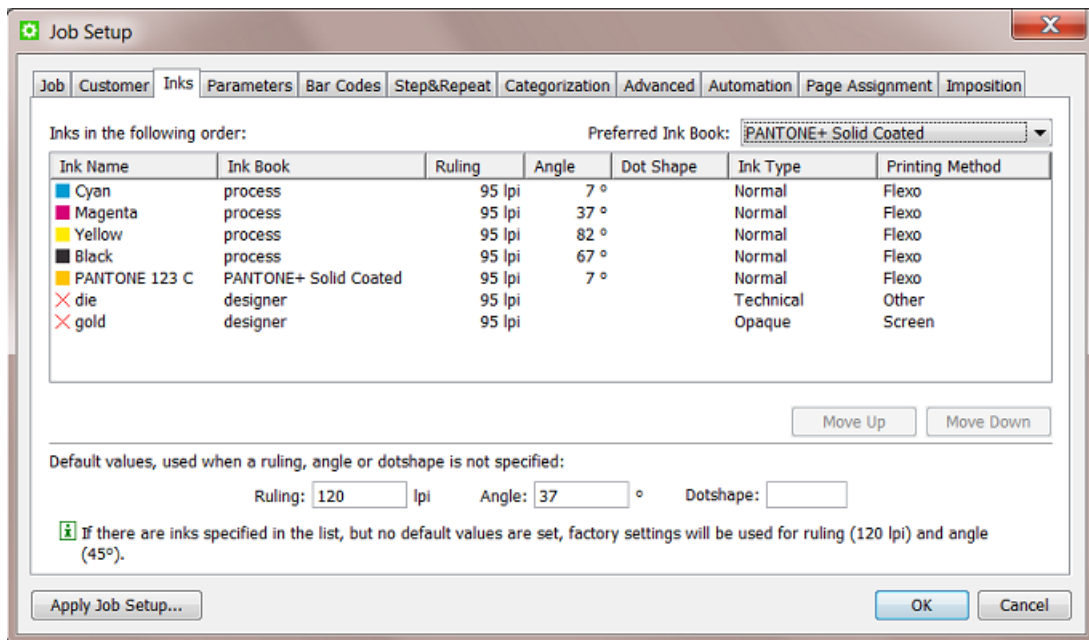 Job Setup
Job Customer Inks Parameters Bar Codes Step&Repeat Categorization Advanced Automation Page Assignment Imposition
Inks in the following order: Preferred Ink Book: PANTONE+ Solid Coated
Ink Name Ink Book Ruling Angle Dot Shape Ink Type Printing Method
Cyan process 95 lpi 7 º Normal Flexo
Magenta process 95 lpi 37 º Normal Flexo
Yellow process 95 lpi 82 º Normal Flexo
Black process 95 lpi 67 º Normal Flexo
PANTONE 123 C PANTONE+ Solid Coated 95 lpi 7 º Normal Flexo
die designer 95 lpi Technical Other
gold designer 95 lpi Opaque Screen
Move Up Move Down
Default values, used when a ruling, angle or dotshape is not specified:
Ruling: 120 lpi Angle: 37 º Dotshape:
If there are inks specified in the list, but no default values are set, factory settings will be used for ruling (120 lpi) and angle
(45º).
Apply Job Setup... OK Cancel